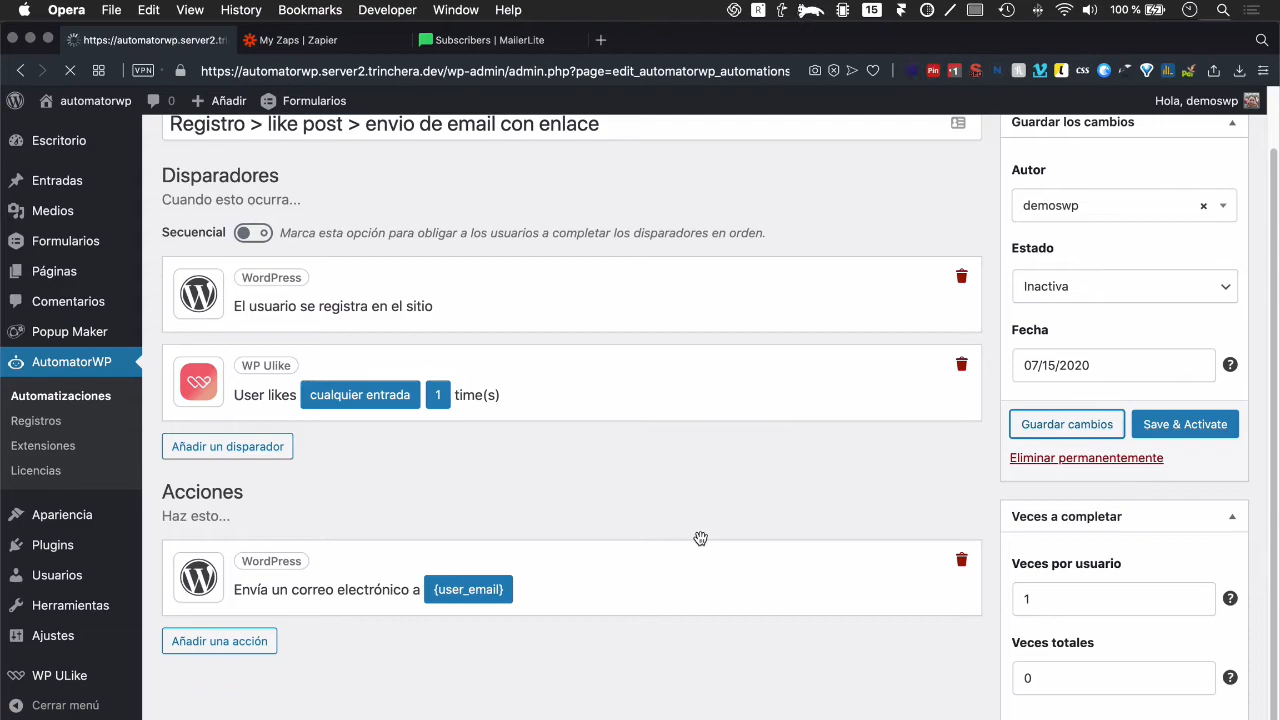 Opera File Edit View History Bookmarks Developer Window Help 15 100 %
https://automatorwp.server2.tri My Zaps | Zapier Subscribers | MailerLite
VPN https://automatorwp.server2.trinchera.dev/wp-admin/admin.php?page=edit_automatorwp_automations
automatorwp 0 Añadir Formularios Hola, demoswp
Escritorio
Entradas
Medios
Formularios
Páginas
Comentarios
Popup Maker
AutomatorWP
Automatizaciones
Registros
Extensiones
Licencias
Apariencia
Plugins
Usuarios
Herramientas
Ajustes
WP ULike
Cerrar menú
Registro > like post > envio de email con enlace
Disparadores
Cuando esto ocurra...
Secuencial Marca esta opción para obligar a los usuarios a completar los disparadores en orden.
WordPress
El usuario se registra en el sitio
WP Ulike
User likes cualquier entrada 1 time(s)
Añadir un disparador
Acciones
Haz esto...
WordPress
Envía un correo electrónico a {user_email}
Añadir una acción
Guardar los cambios
Autor
demoswp
Estado
Inactiva
Fecha
07/15/2020
Guardar cambios Save & Activate
Eliminar permanentemente
Veces a completar
Veces por usuario
1
Veces totales
0